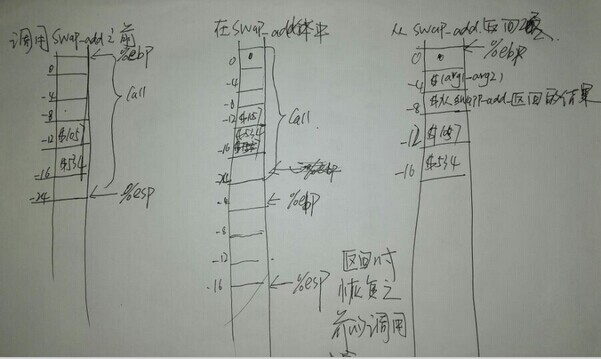 调用swap_add之前
%ebp
0
-4
-8
-12 $1057
-16 $534
-24
call
%esp
在swap_add体中
0
-4
-8
-12 $1057
$534
-16
-24
call
%ebp
-4
%ebp
-8
-12
-16
%esp
返回时
恢复之
前的调用
从swap_add返回之后
%ebp
0
-4 $(arg1-arg2)
-8 $从swap_add返回的结果
-12 $1057
-16 $534